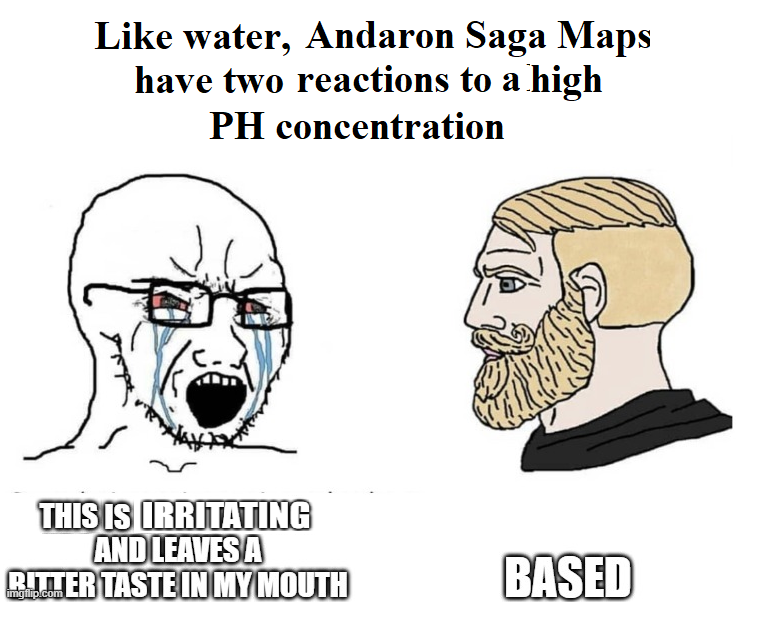 Like water, Andaron Saga Maps
have two reactions to a high
PH concentration
THIS IS IRRITATING
AND LEAVES A
BITTER TASTE IN MY MOUTH
BASED
imgflip.com